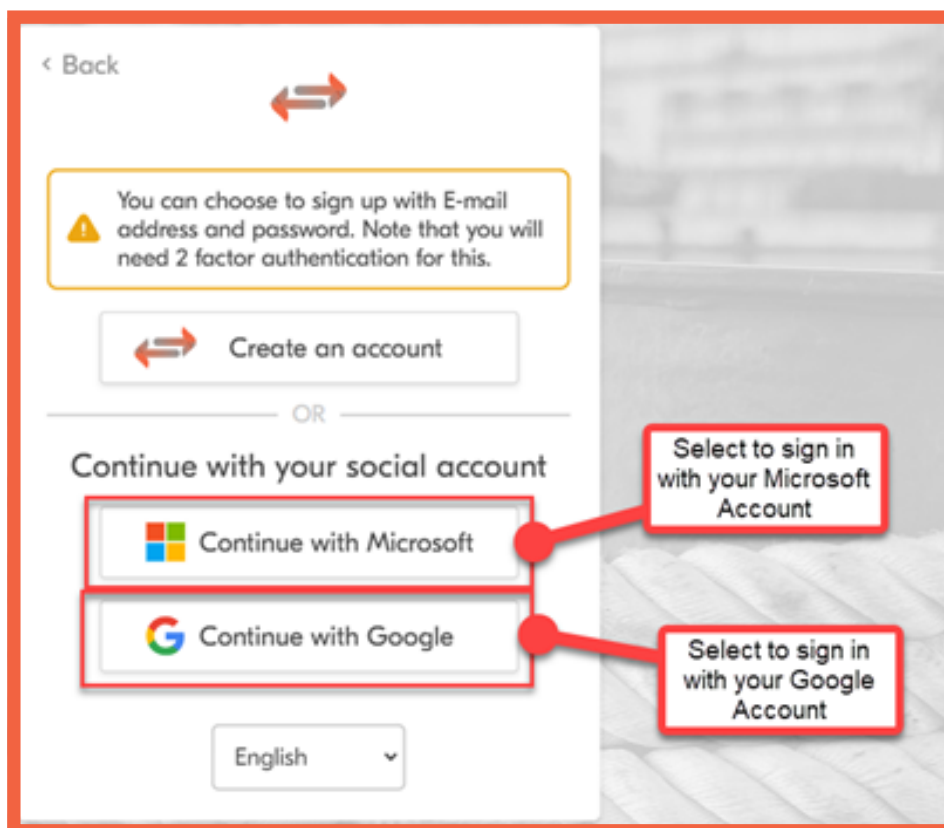 < Back
You can choose to sign up with E-mail
address and password. Note that you will
need 2 factor authentication for this.
Create an account
OR
Continue with your social account
Continue with Microsoft
Select to sign in
with your Microsoft
Account
Continue with Google
Select to sign in
with your Google
Account
English